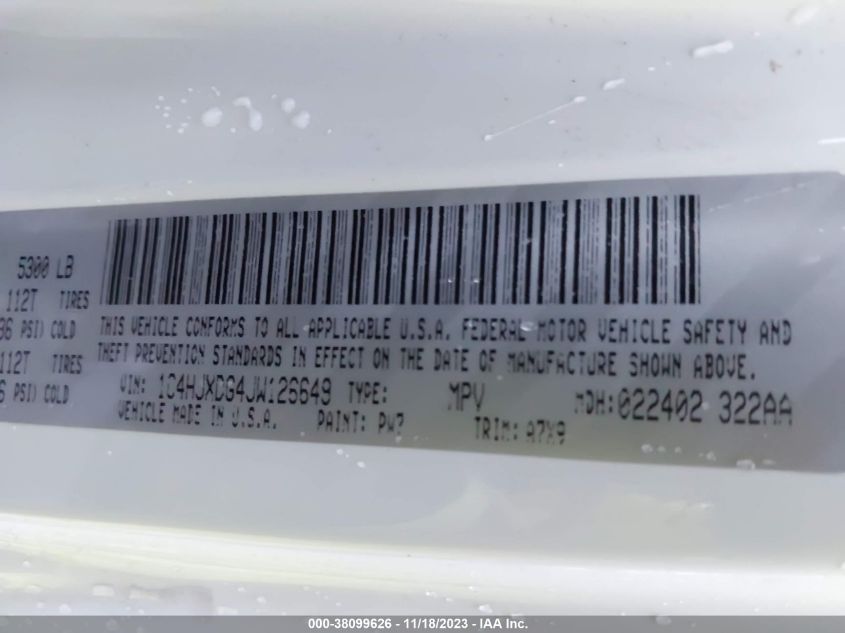 5300 LB
112T TIRES
36 PSI) COLD
112T TIRES
6 PSI) COLD
THIS VEHICLE CONFORMS TO ALL APPLICABLE U.S.A. FEDERAL MOTOR VEHICLE SAFETY AND
THEFT PREVENTION STANDARDS IN EFFECT ON THE DATE OF MANUFACTURE SHOWN ABOVE.
VIN: 1C4HJXDG4JW126649 TYPE: MPV MDH:022402 322AA
VEHICLE MADE IN U.S.A. PAINT: PW7 TRIM: A7X9
000-38099626 - 11/18/2023 - IAA Inc.